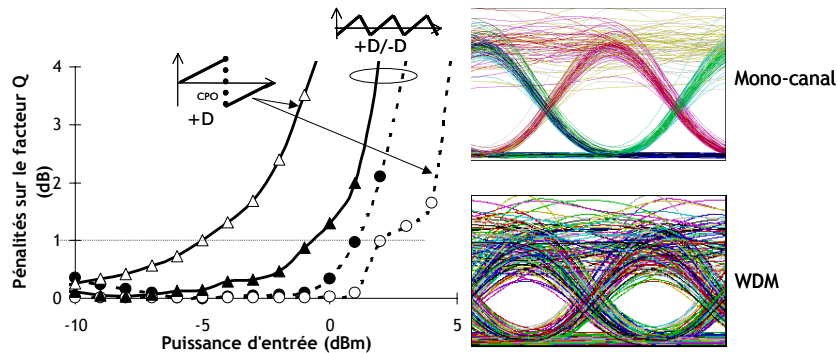 +D/-D
CPO
+D
Pénalités sur le facteur Q
(dB)
4
3
2
1
0
-10
-5
0
5
Puissance d'entrée (dBm)
Mono-canal
WDM